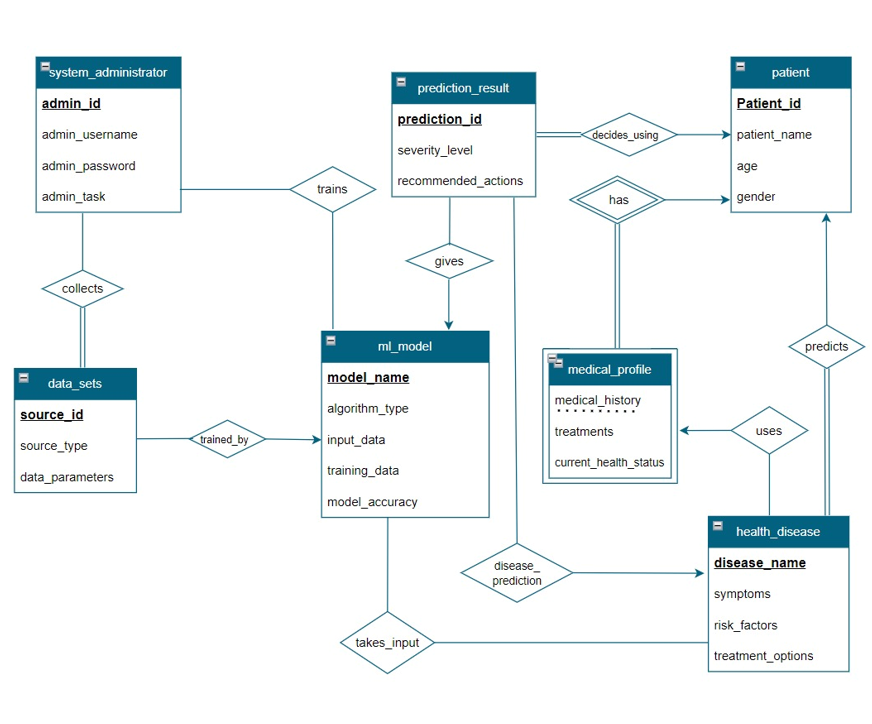 system_administrator
admin_id
admin_username
admin_password
admin_task
prediction_result
prediction_id
severity_level
recommended_actions
patient
Patient_id
patient_name
age
gender
decides_using
trains
has
gives
collects
predicts
ml_model
model_name
algorithm_type
input_data
training_data
model_accuracy
data_sets
source_id
source_type
data_parameters
trained_by
medical_profile
medical_history
treatments
current_health_status
uses
health_disease
disease_name
symptoms
risk_factors
treatment_options
disease_
prediction
takes_input